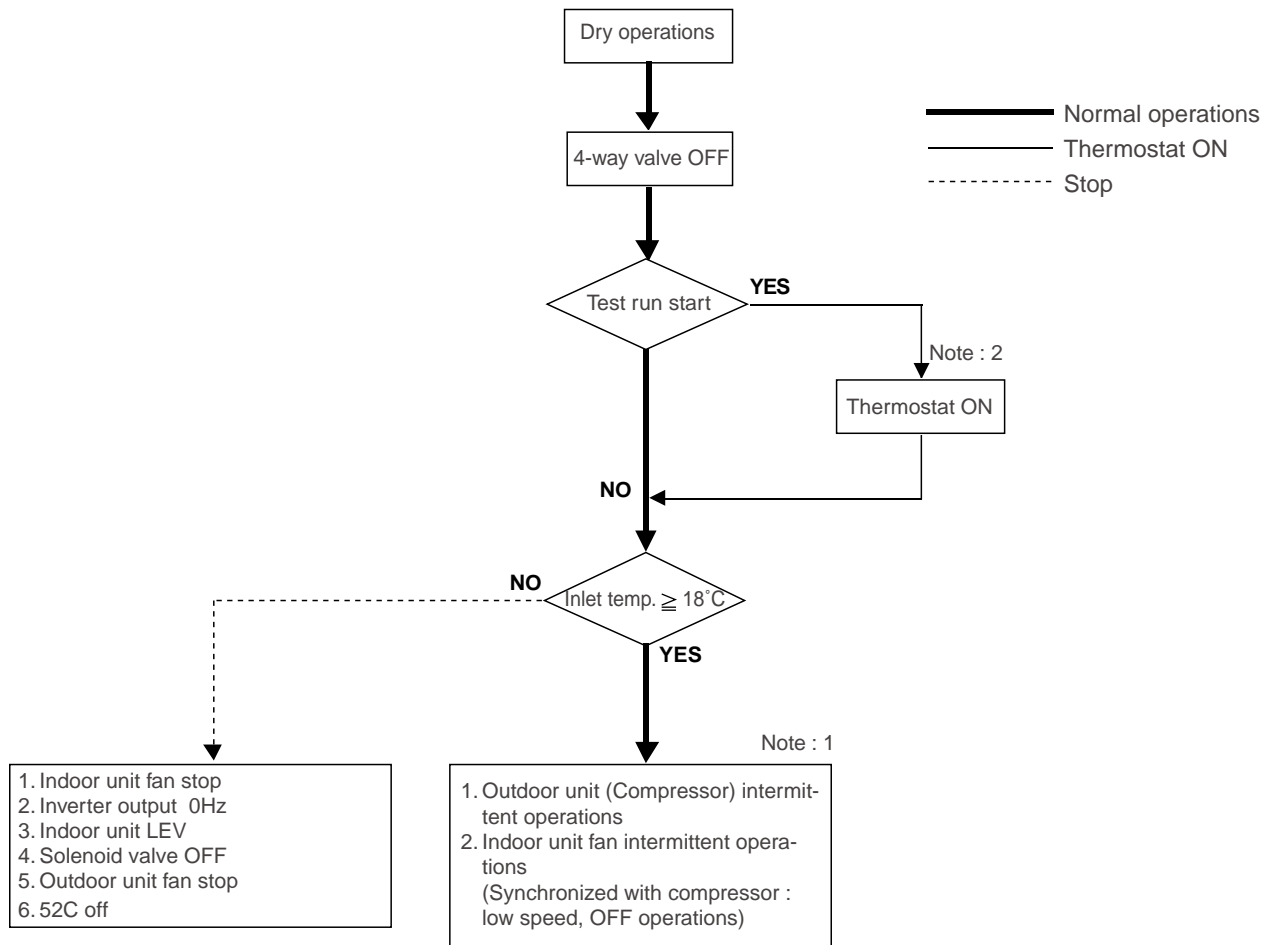 Dry operations
Normal operations
Thermostat ON
Stop
4-way valve OFF
Test run start
YES
Note : 2
Thermostat ON
NO
Inlet temp. ≧ 18˚C
NO
YES
Note : 1
1. Indoor unit fan stop
2. Inverter output 0Hz
3. Indoor unit LEV
4. Solenoid valve OFF
5. Outdoor unit fan stop
6. 52C off
1. Outdoor unit (Compressor) intermit-
tent operations
2. Indoor unit fan intermittent opera-
tions
(Synchronized with compressor :
low speed, OFF operations)